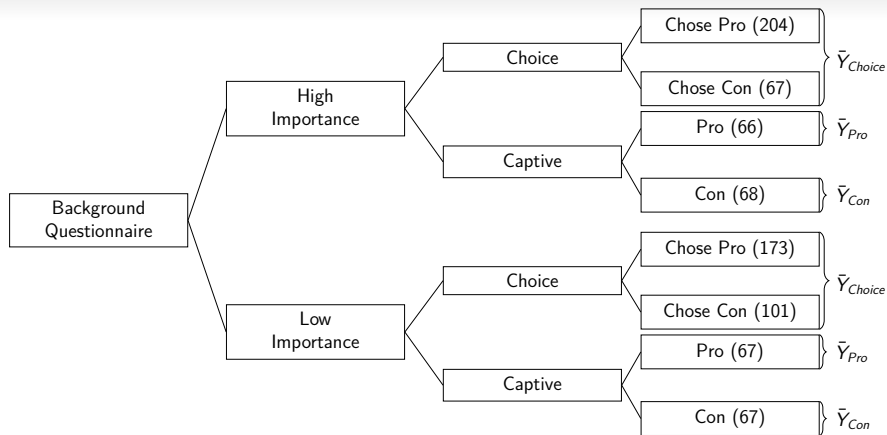 Chose Pro (204)
Choice
Ȳ_Choice
Chose Con (67)
High
Importance
Pro (66)
Ȳ_Pro
Captive
Con (68)
Ȳ_Con
Background
Questionnaire
Chose Pro (173)
Choice
Ȳ_Choice
Chose Con (101)
Low
Importance
Pro (67)
Ȳ_Pro
Captive
Con (67)
Ȳ_Con